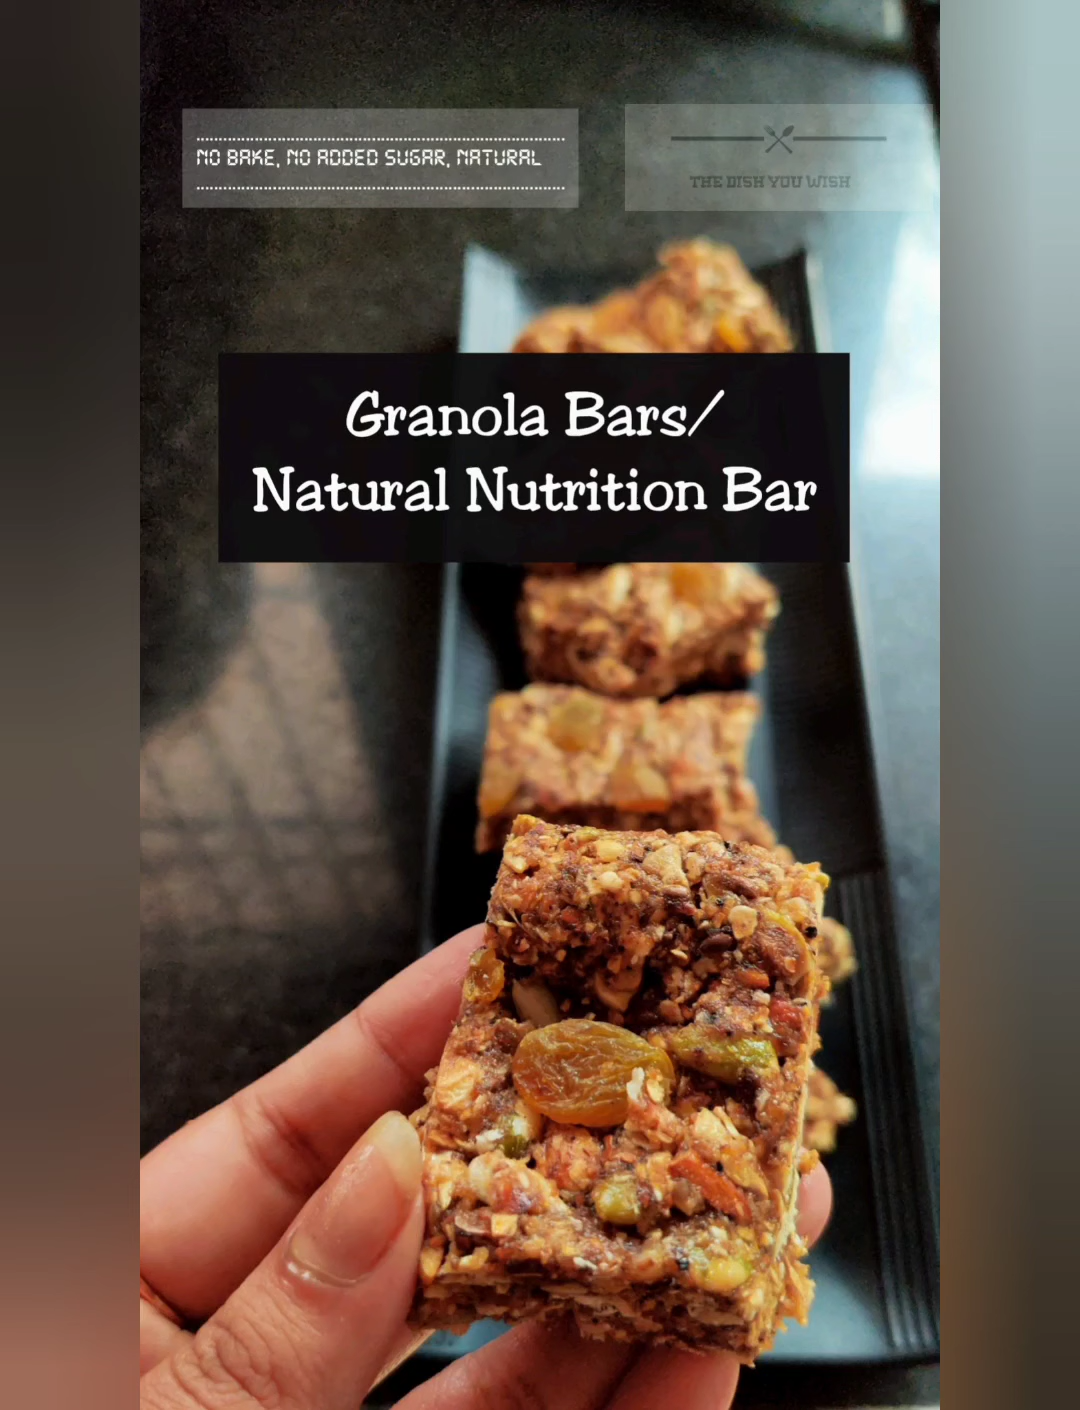 NO BAKE, NO ADDED SUGAR, NATURAL
THE DISH YOU WISH
Granola Bars/
Natural Nutrition Bar